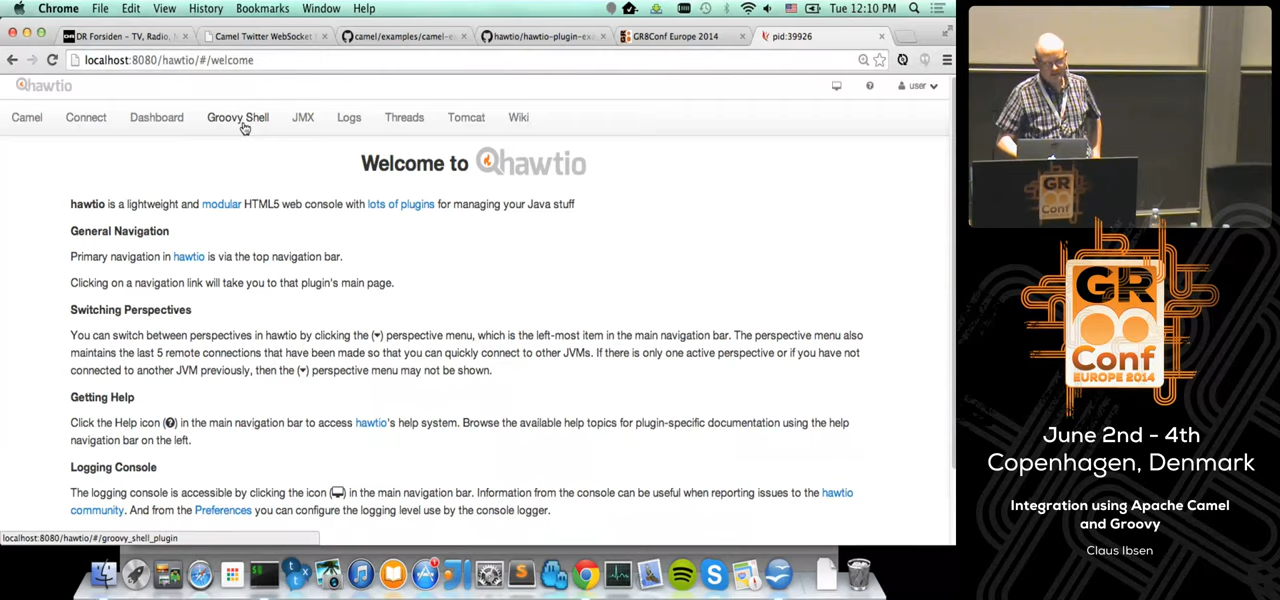 Chrome File Edit View History Bookmarks Window Help Tue 12:10 PM
DR Forsiden – TV, Radio, Camel Twitter WebSocket camel/examples/camel-e hawtio/hawtio-plugin-exa GR8Conf Europe 2014 pid:39926
localhost:8080/hawtio/#/welcome
hawtio user
Camel Connect Dashboard Groovy Shell JMX Logs Threads Tomcat Wiki
Welcome to hawtio
hawtio is a lightweight and modular HTML5 web console with lots of plugins for managing your Java stuff
General Navigation
Primary navigation in hawtio is via the top navigation bar.
Clicking on a navigation link will take you to that plugin's main page.
Switching Perspectives
You can switch between perspectives in hawtio by clicking the (▾) perspective menu, which is the left-most item in the main navigation bar. The perspective menu also
maintains the last 5 remote connections that have been made so that you can quickly connect to other JVMs. If there is only one active perspective or if you have not
connected to another JVM previously, then the (▾) perspective menu may not be shown.
Getting Help
Click the Help icon (?) in the main navigation bar to access hawtio's help system. Browse the available help topics for plugin-specific documentation using the help
navigation bar on the left.
Logging Console
The logging console is accessible by clicking the icon () in the main navigation bar. Information from the console can be useful when reporting issues to the hawtio
community. And from the Preferences you can configure the logging level use by the console logger.
localhost:8080/hawtio/#/groovy_shell_plugin
GR
Conf
GR
Conf
EUROPE 2014
June 2nd - 4th
Copenhagen, Denmark
Integration using Apache Camel
and Groovy
Claus Ibsen